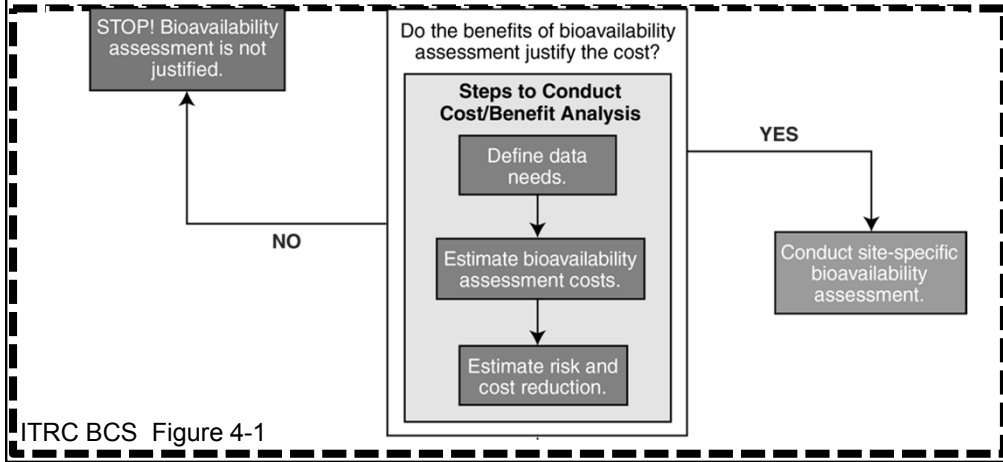 STOP! Bioavailability
assessment is not
justified.
Do the benefits of bioavailability
assessment justify the cost?
Steps to Conduct
Cost/Benefit Analysis
Define data
needs.
Estimate bioavailability
assessment costs.
Estimate risk and
cost reduction.
NO
YES
Conduct site-specific
bioavailability
assessment.
ITRC BCS Figure 4-1